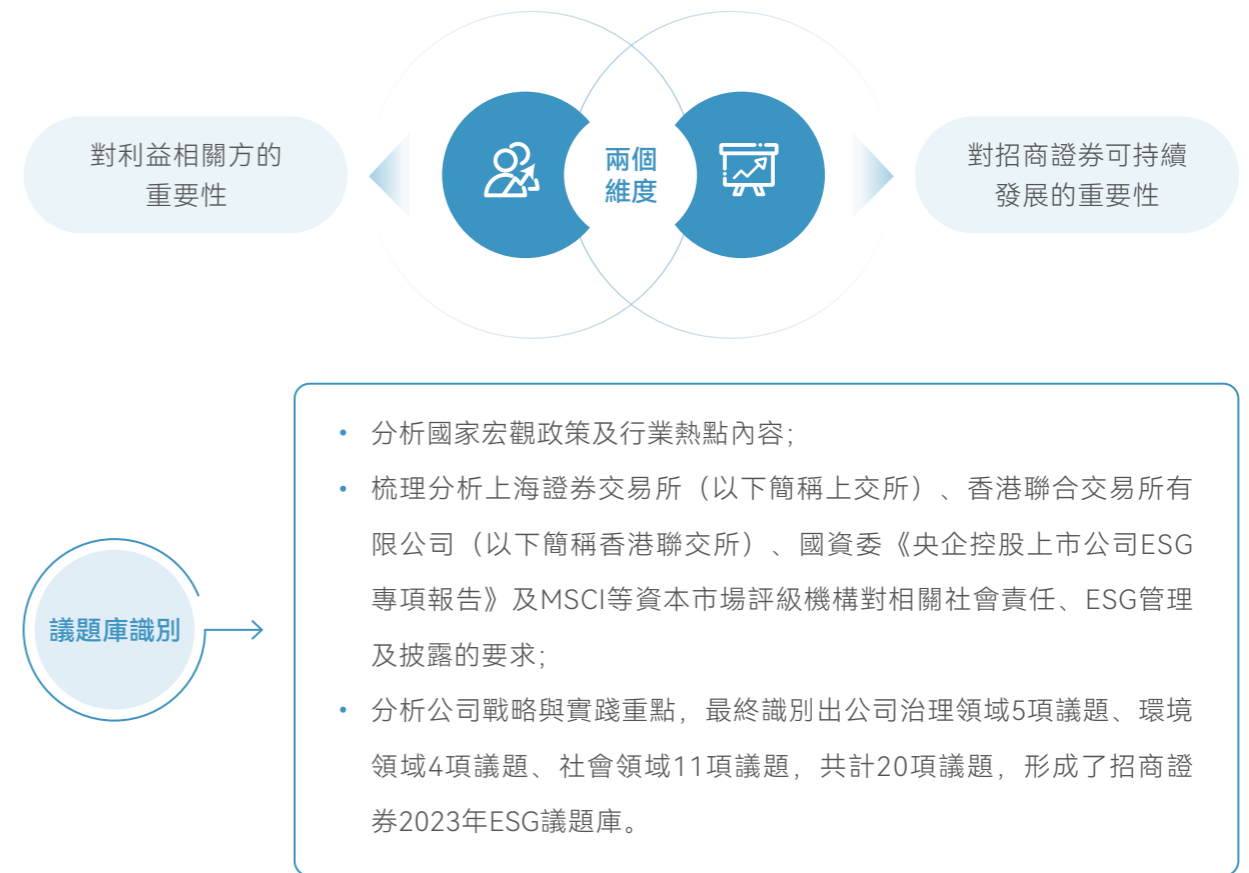 對利益相關方的
重要性
兩個
維度
對招商證券可持續
發展的重要性
議題庫識別
• 分析國家宏觀政策及行業熱點內容;
• 梳理分析上海證券交易所（以下簡稱上交所）、香港聯合交易所有
限公司（以下簡稱香港聯交所）、國資委《央企控股上市公司ESG
專項報告》及MSCI等資本市場評級機構對相關社會責任、ESG管理
及披露的要求;
• 分析公司戰略與實踐重點，最終識別出公司治理領域5項議題、環境
領域4項議題、社會領域11項議題，共計20項議題，形成了招商證
券2023年ESG議題庫。